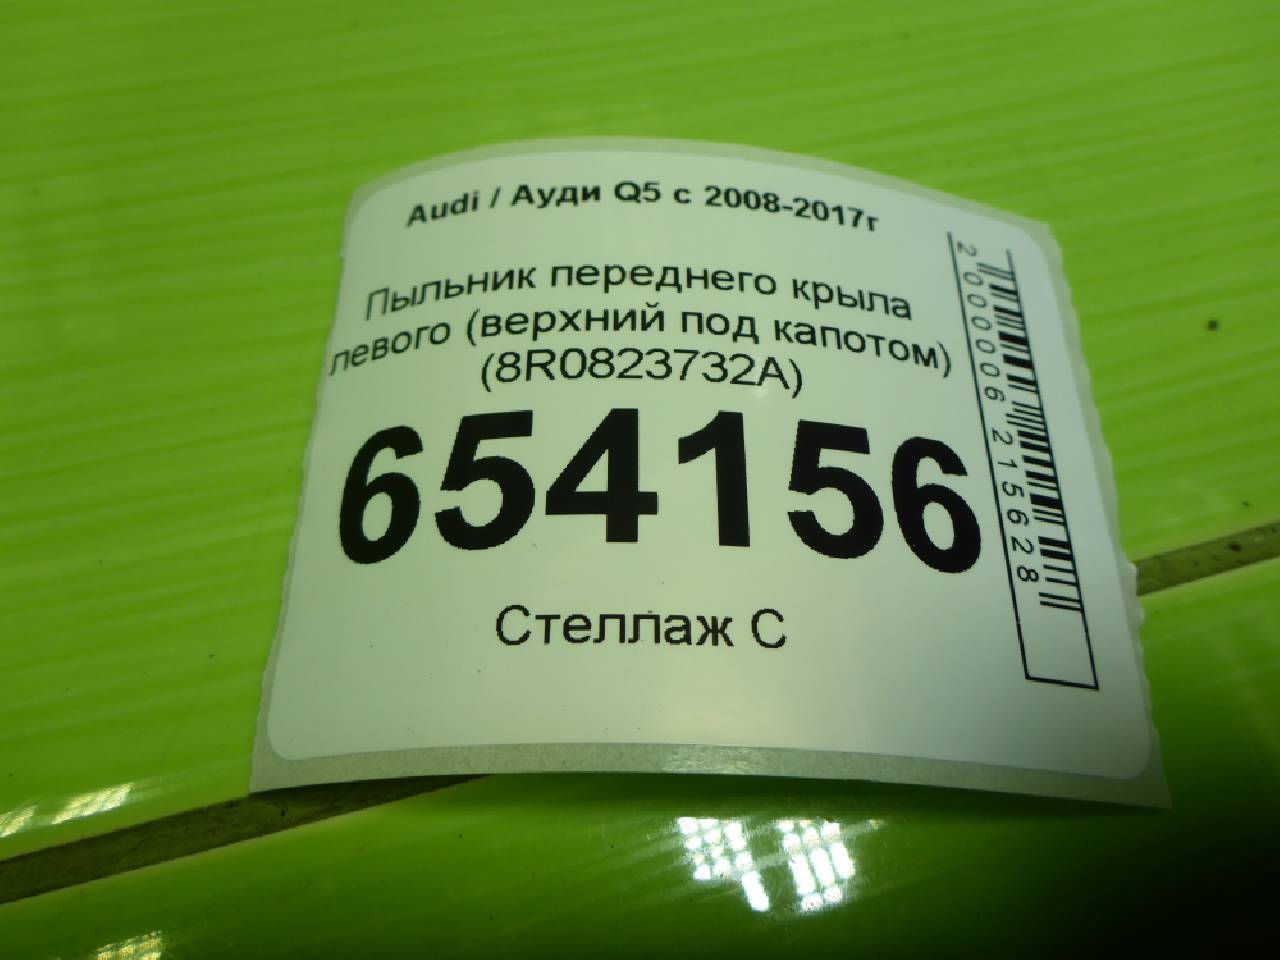 Audi / Ауди Q5 с 2008-2017г
Пыльник переднего крыла
левого (верхний под капотом)
(8R0823732A)
654156
Стеллаж С
2000006215628